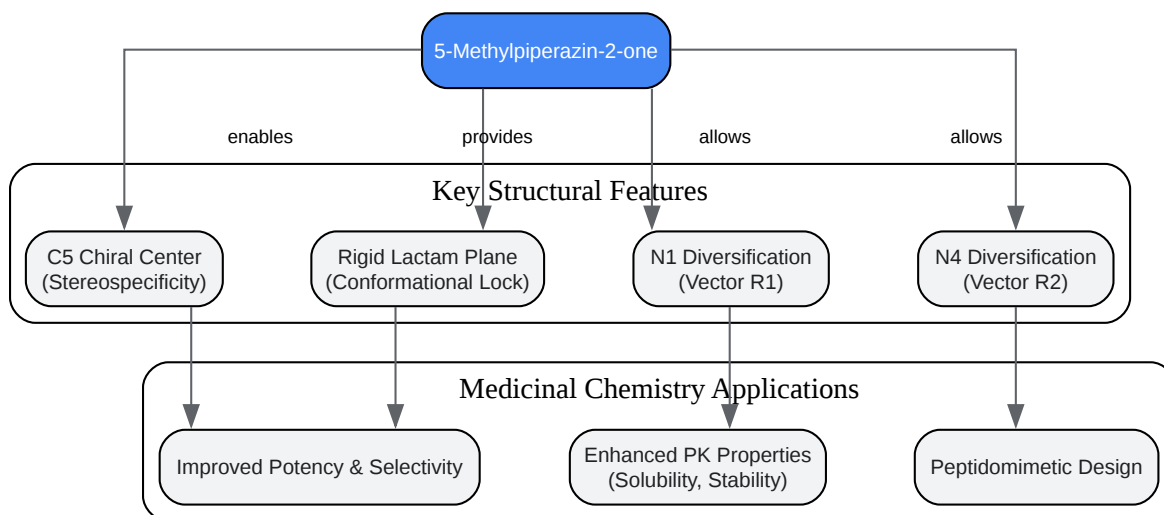 5-Methylpiperazin-2-one
enables
provides
allows
allows
Key Structural Features
C5 Chiral Center
(Stereospecificity)
Rigid Lactam Plane
(Conformational Lock)
N1 Diversification
(Vector R1)
N4 Diversification
(Vector R2)
Medicinal Chemistry Applications
Improved Potency & Selectivity
Enhanced PK Properties
(Solubility, Stability)
Peptidomimetic Design